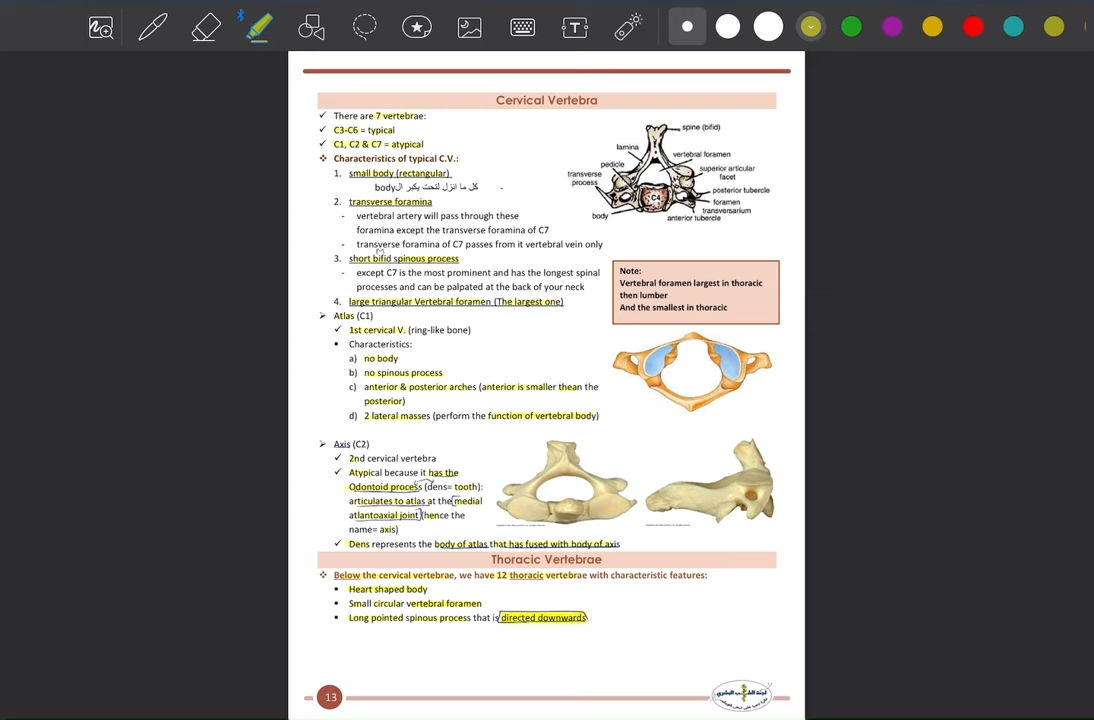 Cervical Vertebra
✓ There are 7 vertebrae:
✓ C3-C6 = typical
✓ C1, C2 & C7 = atypical
❖ Characteristics of typical C.V.:
1. small body (rectangular)
- كل ما انزل لتحت يكبر الbody
2. transverse foramina
- vertebral artery will pass through these
foramina except the transverse foramina of C7
- transverse foramina of C7 passes from it vertebral vein only
3. short bifid spinous process
- except C7 is the most prominent and has the longest spinal
processes and can be palpated at the back of your neck
4. large triangular Vertebral foramen (The largest one)
spine (bifid)
lamina
vertebral foramen
pedicle
superior articular
facet
transverse
process
posterior tubercle
C4
foramen
transversarium
body
anterior tubercle
Note:
Vertebral foramen largest in thoracic
then lumber
And the smallest in thoracic
➢ Atlas (C1)
✓ 1st cervical V. (ring-like bone)
▪ Characteristics:
a) no body
b) no spinous process
c) anterior & posterior arches (anterior is smaller thean the
posterior)
d) 2 lateral masses (perform the function of vertebral body)
➢ Axis (C2)
✓ 2nd cervical vertebra
✓ Atypical because it has the
Odontoid process (dens= tooth):
articulates to atlas at the medial
atlantoaxial joint (hence the
name= axis)
✓ Dens represents the body of atlas that has fused with body of axis
Thoracic Vertebrae
❖ Below the cervical vertebrae, we have 12 thoracic vertebrae with characteristic features:
▪ Heart shaped body
▪ Small circular vertebral foramen
▪ Long pointed spinous process that is directed downwards
13